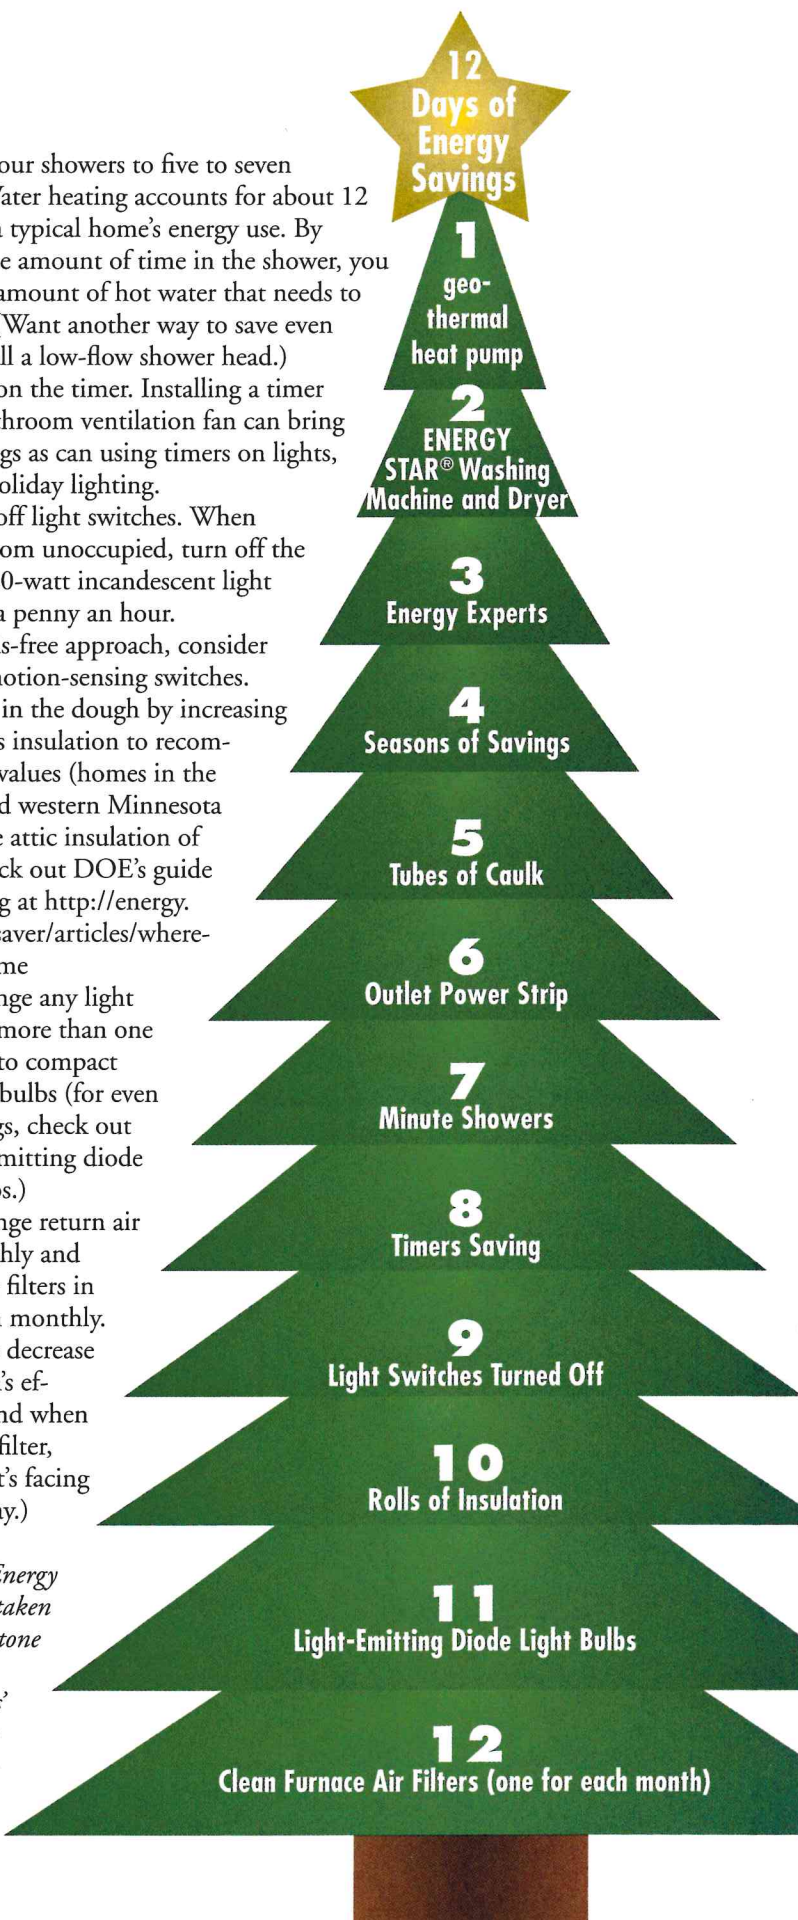 our showers to five to seven
ater heating accounts for about 12
typical home's energy use. By
e amount of time in the shower, you
amount of hot water that needs to
(Want another way to save even
ll a low-flow shower head.)
on the timer. Installing a timer
throom ventilation fan can bring
gs as can using timers on lights,
oliday lighting.
off light switches. When
om unoccupied, turn off the
0-watt incandescent light
a penny an hour.
s-free approach, consider
otion-sensing switches.
in the dough by increasing
s insulation to recom-
values (homes in the
d western Minnesota
e attic insulation of
ck out DOE's guide
g at http://energy.
saver/articles/where-
me
nge any light
more than one
to compact
bulbs (for even
gs, check out
mitting diode
os.)
nge return air
hly and
filters in
monthly.
decrease
's ef-
nd when
filter,
t's facing
ay.)
Energy
taken
tone
12
Days of
Energy
Savings
1
geo-
thermal
heat pump
2
ENERGY
STAR® Washing
Machine and Dryer
3
Energy Experts
4
Seasons of Savings
5
Tubes of Caulk
6
Outlet Power Strip
7
Minute Showers
8
Timers Saving
9
Light Switches Turned Off
10
Rolls of Insulation
11
Light-Emitting Diode Light Bulbs
12
Clean Furnace Air Filters (one for each month)